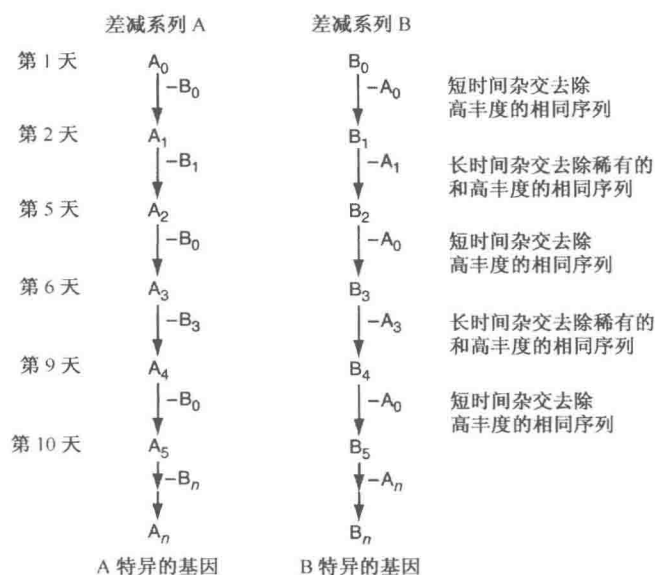 差减系列 A 差减系列 B
第 1 天 A₀ B₀
–B₀ –A₀ 短时间杂交去除
高丰度的相同序列
第 2 天 A₁ B₁
–B₁ –A₁ 长时间杂交去除稀有的
和高丰度的相同序列
第 5 天 A₂ B₂
–B₀ –A₀ 短时间杂交去除
高丰度的相同序列
第 6 天 A₃ B₃
–B₃ –A₃ 长时间杂交去除稀有的
和高丰度的相同序列
第 9 天 A₄ B₄
–B₀ –A₀ 短时间杂交去除
高丰度的相同序列
第 10 天 A₅ B₅
–Bₙ –Aₙ
Aₙ Bₙ
A 特异的基因 B 特异的基因